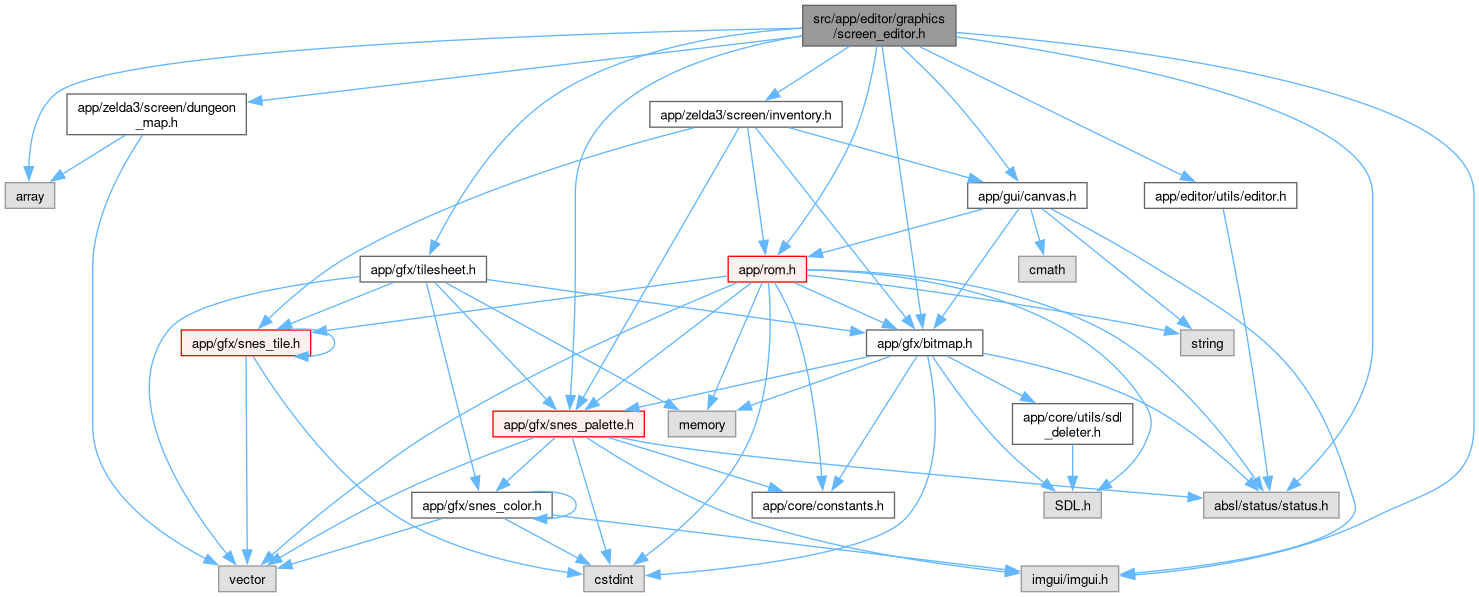 src/app/editor/graphics
/screen_editor.h
app/zelda3/screen/dungeon
_map.h
app/zelda3/screen/inventory.h
array
app/gui/canvas.h
app/editor/utils/editor.h
app/gfx/tilesheet.h
app/rom.h
cmath
app/gfx/snes_tile.h
app/gfx/bitmap.h
string
app/gfx/snes_palette.h
memory
app/core/utils/sdl
_deleter.h
app/gfx/snes_color.h
app/core/constants.h
SDL.h
absl/status/status.h
vector
cstdint
imgui/imgui.h